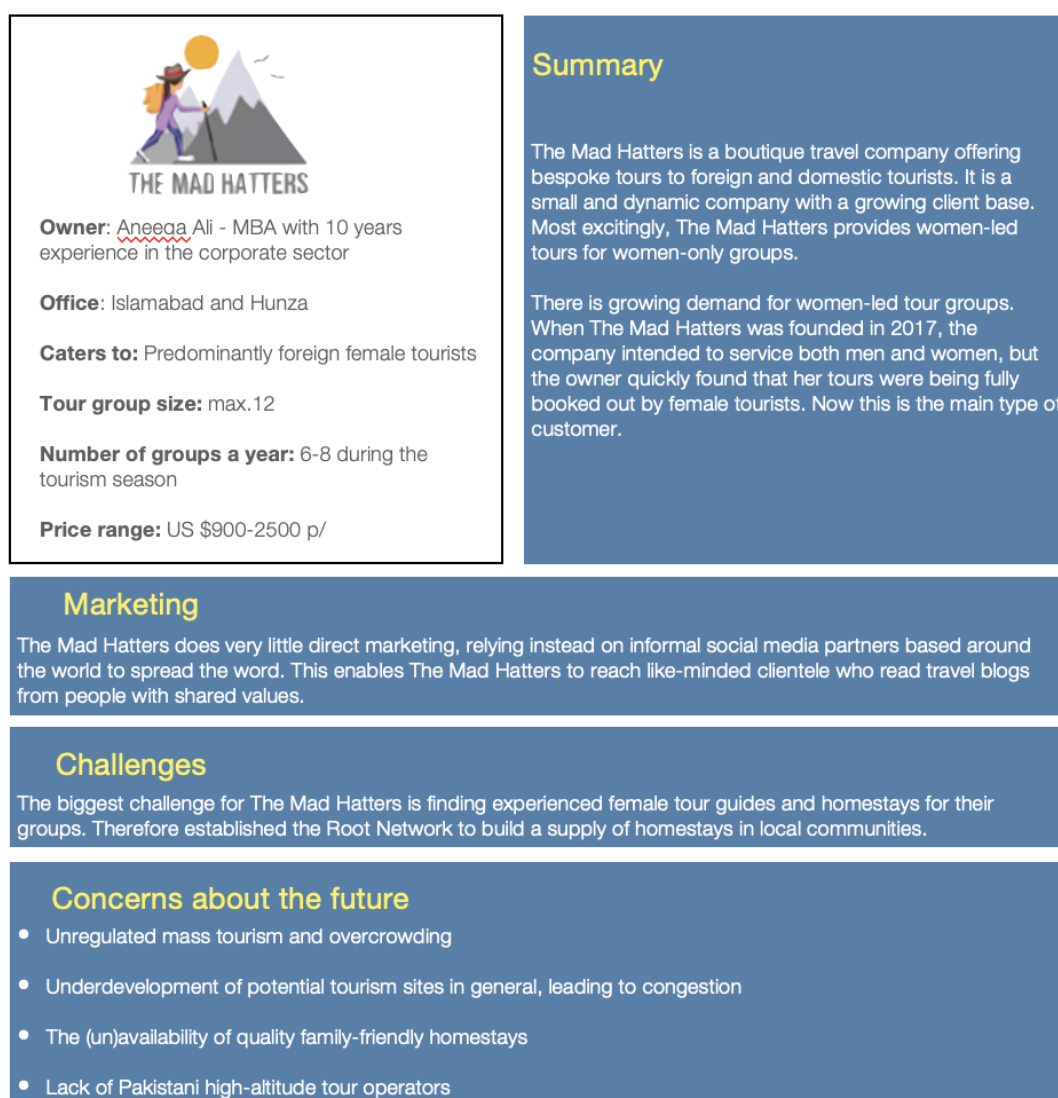 THE MAD HATTERS
Owner: Aneeqa Ali - MBA with 10 years
experience in the corporate sector
Office: Islamabad and Hunza
Caters to: Predominantly foreign female tourists
Tour group size: max.12
Number of groups a year: 6-8 during the
tourism season
Price range: US $900-2500 p/
Summary
The Mad Hatters is a boutique travel company offering
bespoke tours to foreign and domestic tourists. It is a
small and dynamic company with a growing client base.
Most excitingly, The Mad Hatters provides women-led
tours for women-only groups.
There is growing demand for women-led tour groups.
When The Mad Hatters was founded in 2017, the
company intended to service both men and women, but
the owner quickly found that her tours were being fully
booked out by female tourists. Now this is the main type of
customer.
Marketing
The Mad Hatters does very little direct marketing, relying instead on informal social media partners based around
the world to spread the word. This enables The Mad Hatters to reach like-minded clientele who read travel blogs
from people with shared values.
Challenges
The biggest challenge for The Mad Hatters is finding experienced female tour guides and homestays for their
groups. Therefore established the Root Network to build a supply of homestays in local communities.
Concerns about the future
• Unregulated mass tourism and overcrowding
• Underdevelopment of potential tourism sites in general, leading to congestion
• The (un)availability of quality family-friendly homestays
• Lack of Pakistani high-altitude tour operators